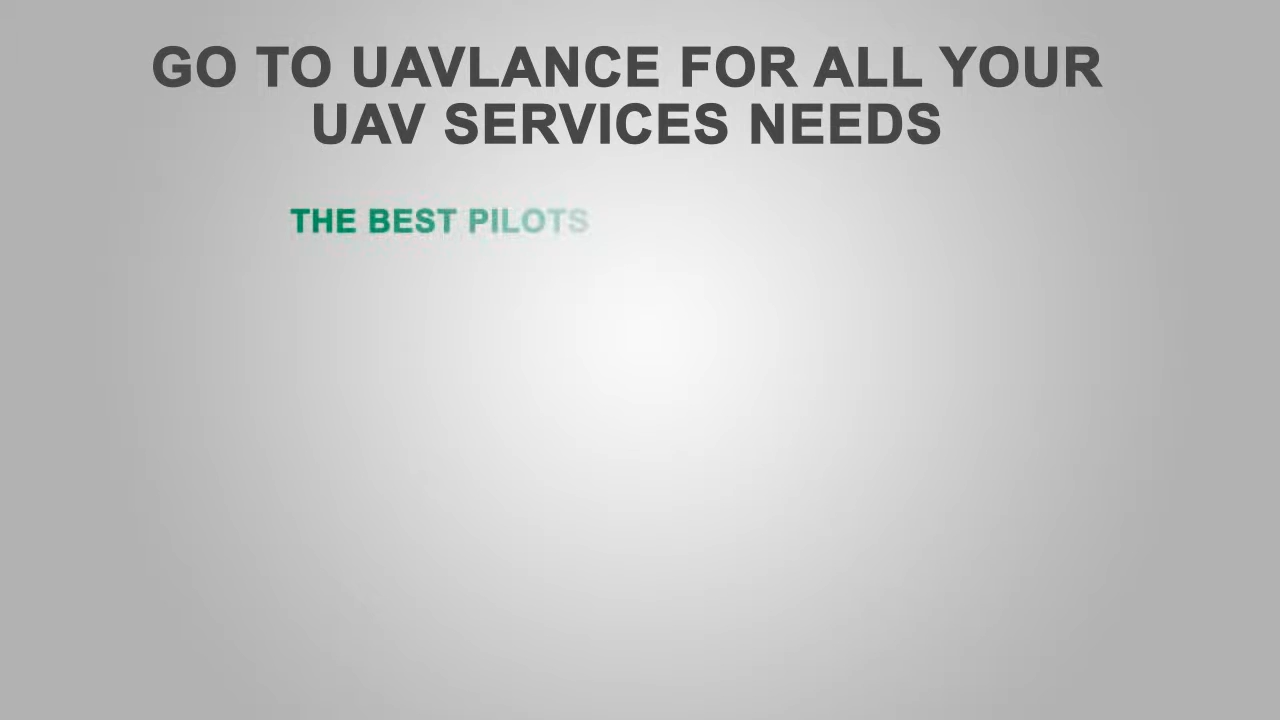 GO TO UAVLANCE FOR ALL YOUR
UAV SERVICES NEEDS
THE BEST PILOTS